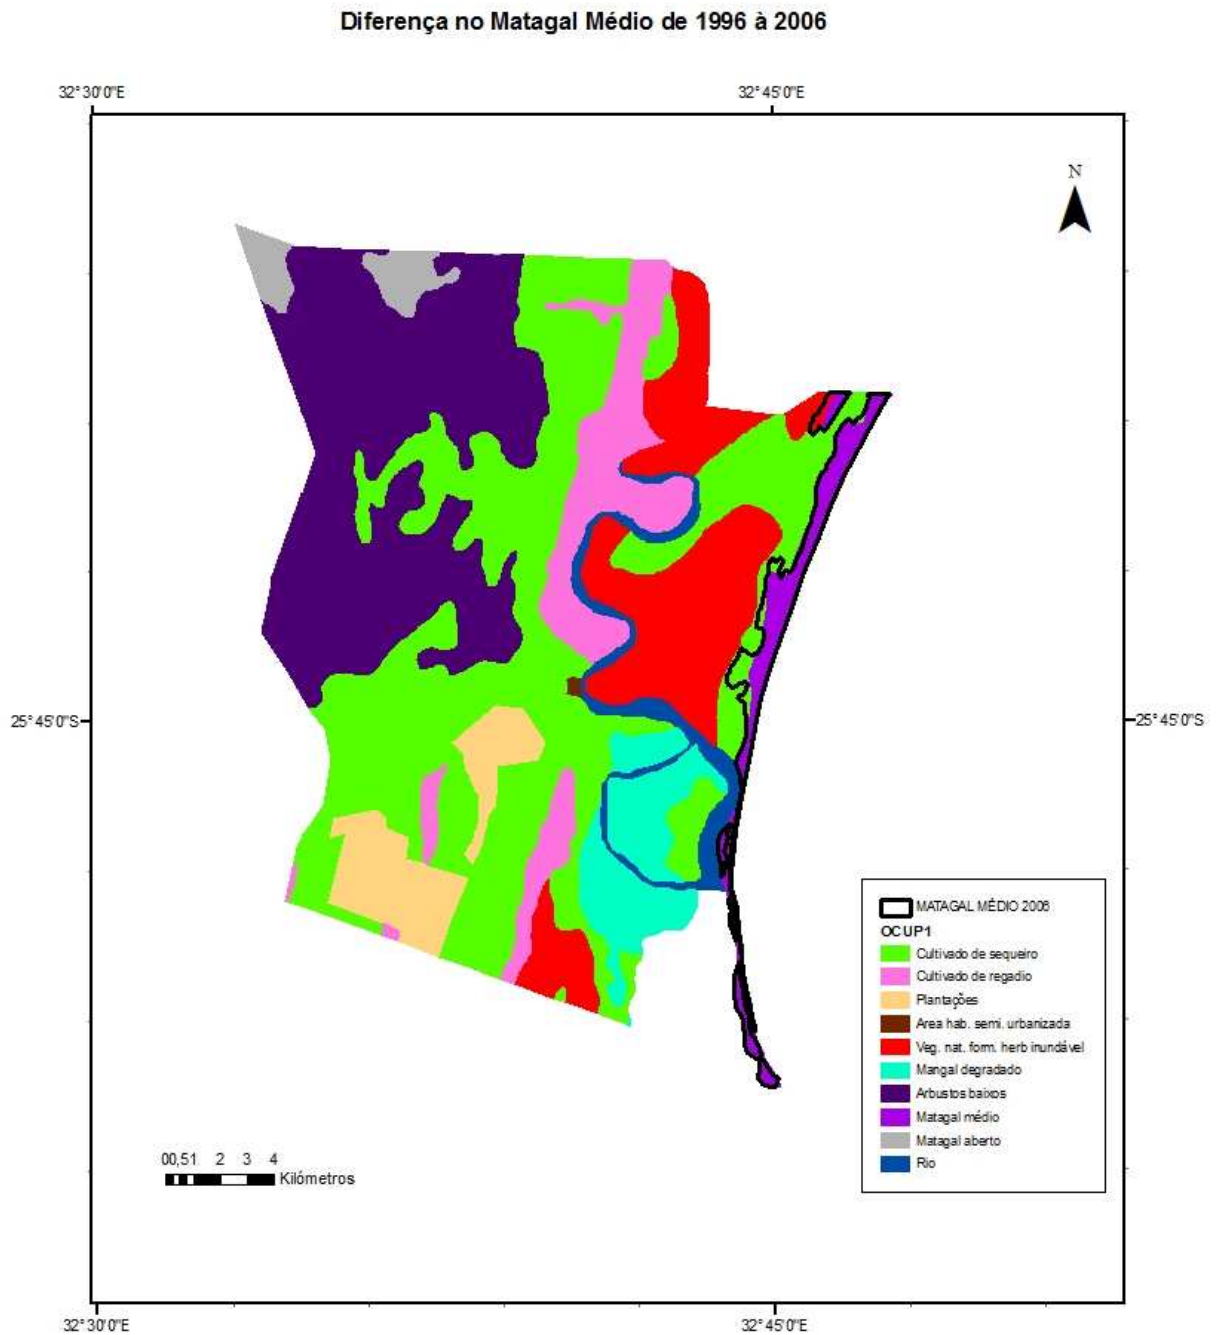 Diferença no Matagal Médio de 1996 à 2006
32°30'0"E
32°45'0"E
N
25°45'0"S
25°45'0"S
MATAGAL MÉDIO 2006
OCUP1
Cultivado de sequeiro
Cultivado de regadio
Plantações
Area hab. semi. urbanizada
Veg. nat. form. herb inundável
Mangal degradado
Arbustos baixos
Matagal médio
Matagal aberto
Rio
00,51 2 3 4
Kilómetros
32°30'0"E
32°45'0"E